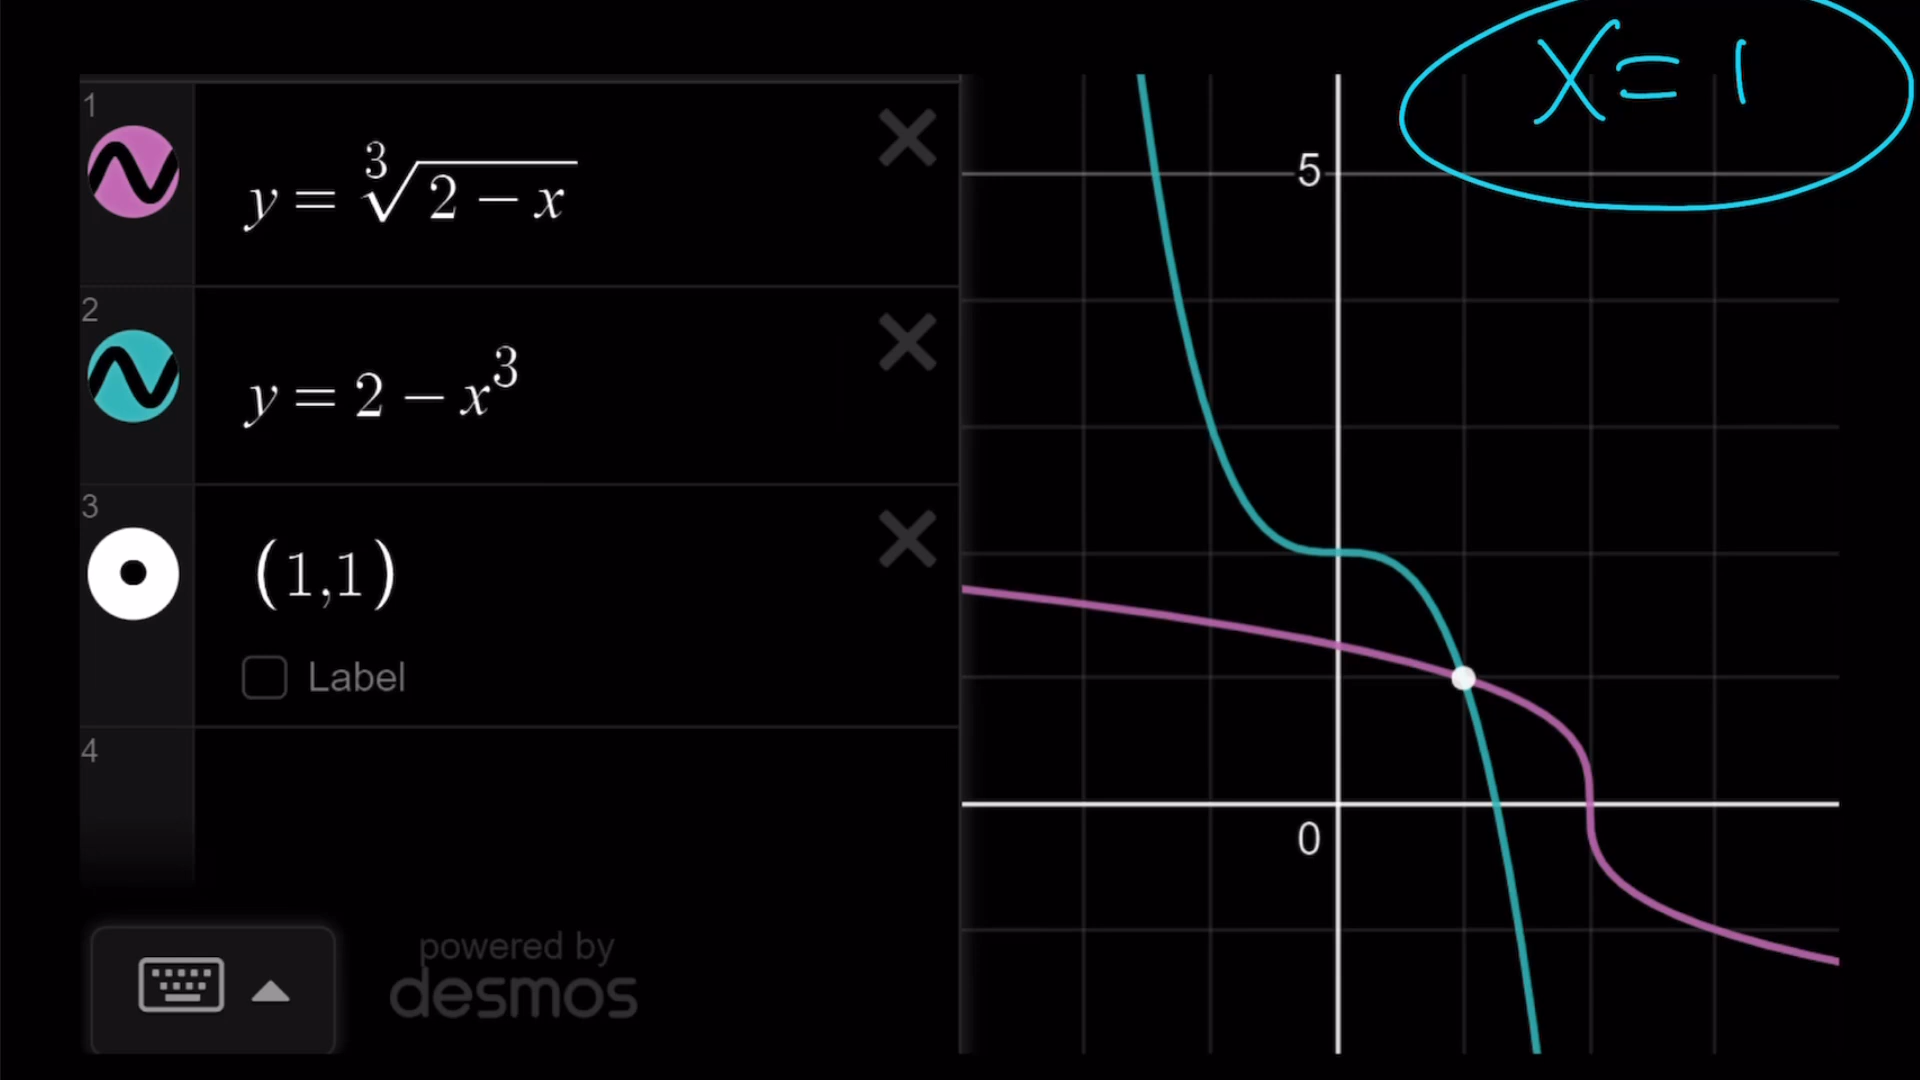 X = 1
1
y = ∛(2 − x)
2
y = 2 − x³
3
(1,1)
Label
4
powered by
desmos
5
0